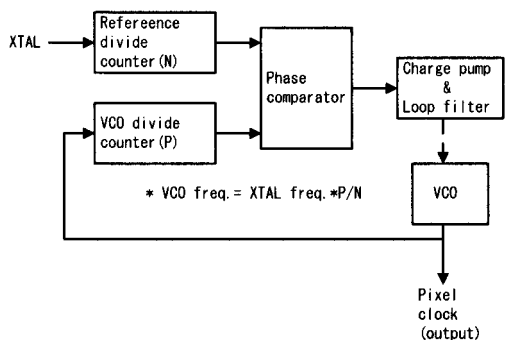 XTAL
Refereence
divide
counter(N)
VCO divide
counter(P)
Phase
comparator
Charge pump
&
Loop filter
* VCO freq.= XTAL freq.*P/N
VCO
Pixel
clock
(output)